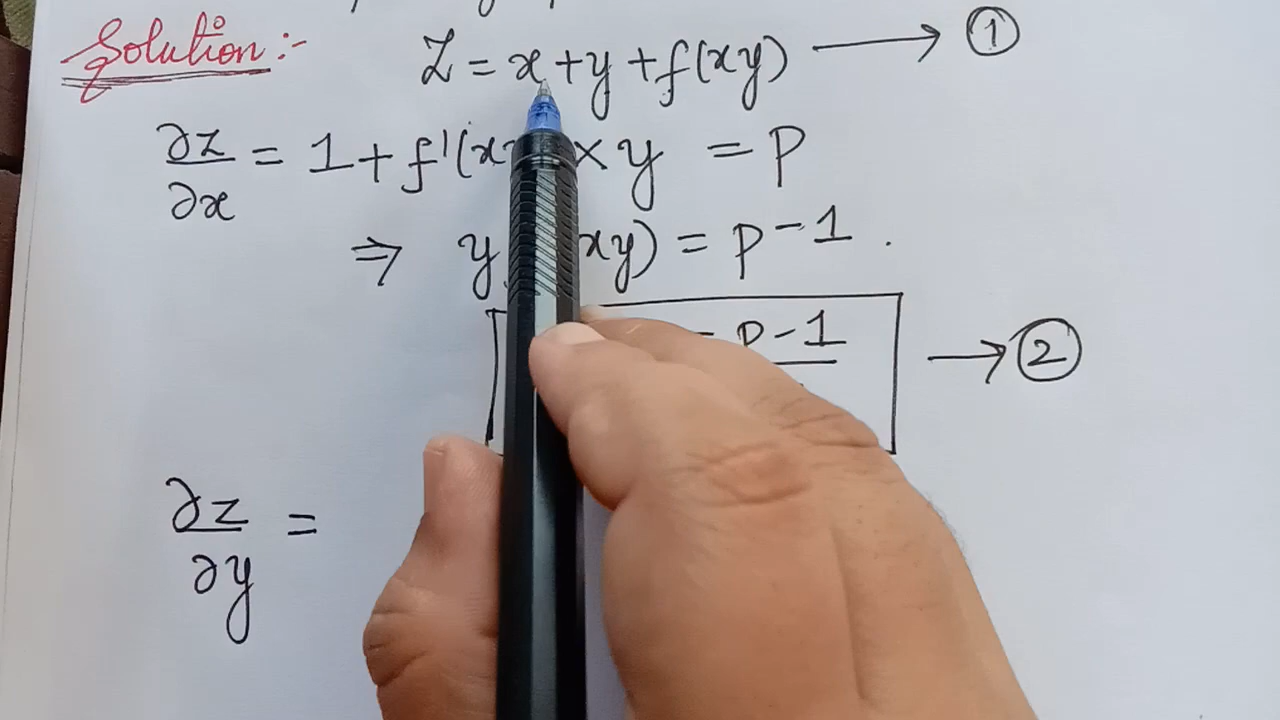 Solution :-
Z = x + y + f(xy) → ①
∂z/∂x = 1 + f'(x × y = P
⇒ y xy) = P - 1 .
= P - 1 → ②
∂z/∂y =